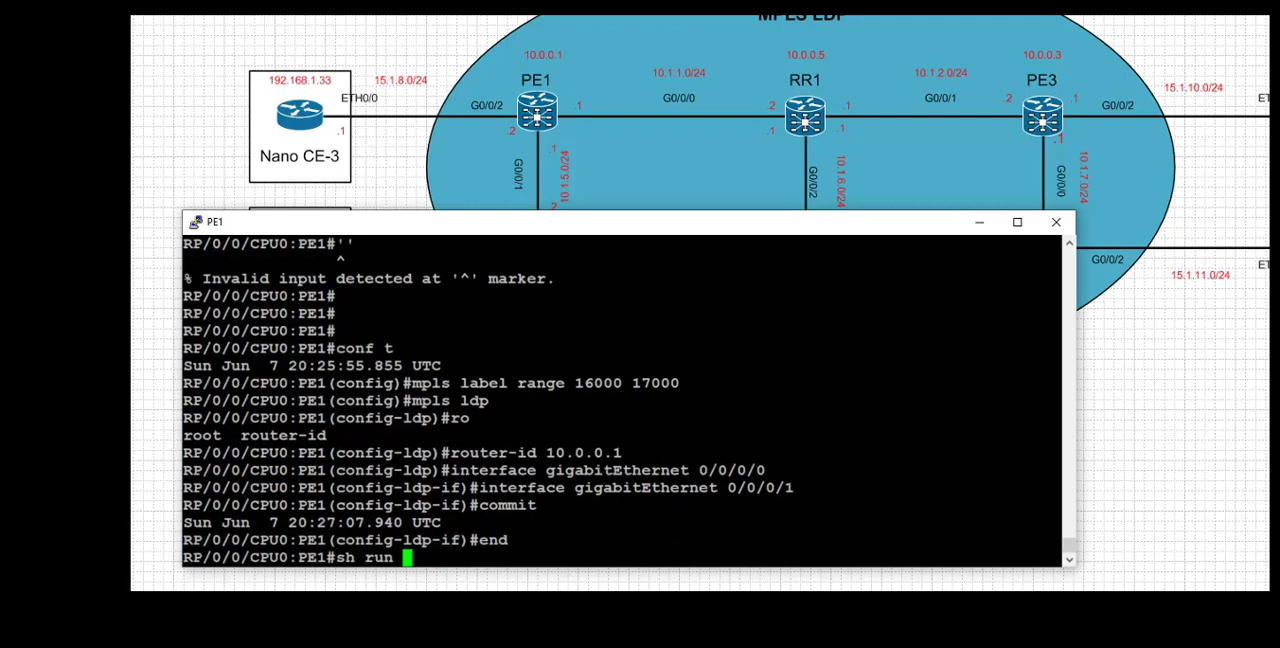 MPLS LDP
10.0.0.1
10.0.0.5
10.0.0.3
192.168.1.33
15.1.8.0/24
PE1
10.1.1.0/24
RR1
10.1.2.0/24
PE3
15.1.10.0/24
ETH0/0
G0/0/2
.1
G0/0/0
.2
.1
G0/0/1
.2
.1
G0/0/2
.1
.2
.1
.1
.1
Nano CE-3
.1
G0/0/1
10.1.5.0/24
.2
G0/0/2
10.1.6.0/24
G0/0/0
10.1.7.0/24
G0/0/2
15.1.11.0/24
PE1
RP/0/0/CPU0:PE1#''
^
% Invalid input detected at '^' marker.
RP/0/0/CPU0:PE1#
RP/0/0/CPU0:PE1#
RP/0/0/CPU0:PE1#
RP/0/0/CPU0:PE1#conf t
Sun Jun  7 20:25:55.855 UTC
RP/0/0/CPU0:PE1(config)#mpls label range 16000 17000
RP/0/0/CPU0:PE1(config)#mpls ldp
RP/0/0/CPU0:PE1(config-ldp)#ro
root  router-id
RP/0/0/CPU0:PE1(config-ldp)#router-id 10.0.0.1
RP/0/0/CPU0:PE1(config-ldp)#interface gigabitEthernet 0/0/0/0
RP/0/0/CPU0:PE1(config-ldp-if)#interface gigabitEthernet 0/0/0/1
RP/0/0/CPU0:PE1(config-ldp-if)#commit
Sun Jun  7 20:27:07.940 UTC
RP/0/0/CPU0:PE1(config-ldp-if)#end
RP/0/0/CPU0:PE1#sh run